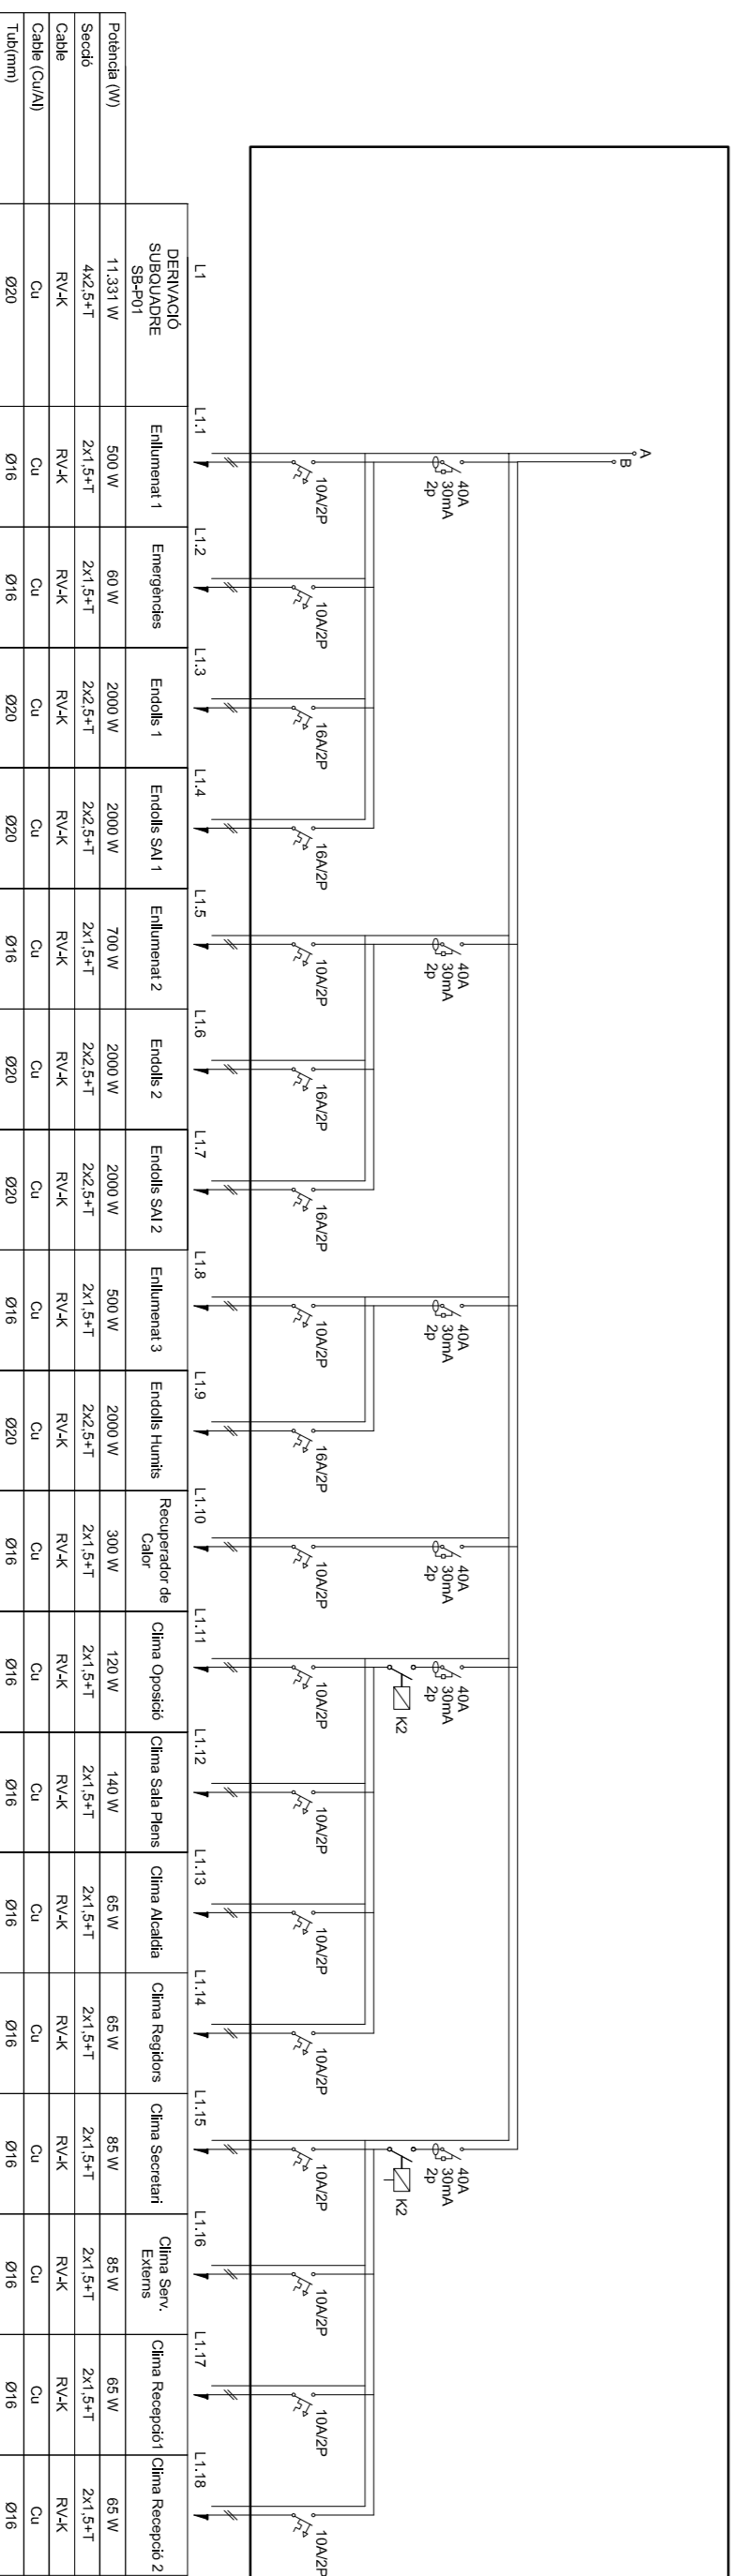 A
B
40A
30mA
2p
40A
30mA
2p
40A
30mA
2p
40A
30mA
2p
40A
30mA
2p
40A
30mA
2p
K2
K2
10A/2P
10A/2P
16A/2P
16A/2P
10A/2P
16A/2P
16A/2P
10A/2P
16A/2P
10A/2P
10A/2P
10A/2P
10A/2P
10A/2P
10A/2P
10A/2P
10A/2P
10A/2P
L1 L1.1 L1.2 L1.3 L1.4 L1.5 L1.6 L1.7 L1.8 L1.9 L1.10 L1.11 L1.12 L1.13 L1.14 L1.15 L1.16 L1.17 L1.18
DERIVACIÓ
SUBQUADRE
SB-P01
Enllumenat 1
Emergències
Endolls 1
Endolls SAI 1
Enllumenat 2
Endolls 2
Endolls SAI 2
Enllumenat 3
Endolls Humits
Recuperador de
Calor
Clima Oposició
Clima Sala Plens
Clima Alcaldia
Clima Regidors
Clima Secretari
Clima Serv.
Externs
Clima Recepció1
Clima Recepció 2
Potència (W) 11.331 W 500 W 60 W 2000 W 2000 W 700 W 2000 W 2000 W 500 W 2000 W 300 W 120 W 140 W 65 W 65 W 85 W 85 W 65 W 65 W
Secció 4x2,5+T 2x1,5+T 2x1,5+T 2x2,5+T 2x2,5+T 2x1,5+T 2x2,5+T 2x2,5+T 2x1,5+T 2x2,5+T 2x1,5+T 2x1,5+T 2x1,5+T 2x1,5+T 2x1,5+T 2x1,5+T 2x1,5+T 2x1,5+T 2x1,5+T
Cable RV-K RV-K RV-K RV-K RV-K RV-K RV-K RV-K RV-K RV-K RV-K RV-K RV-K RV-K RV-K RV-K RV-K RV-K RV-K
Cable (Cu/Al) Cu Cu Cu Cu Cu Cu Cu Cu Cu Cu Cu Cu Cu Cu Cu Cu Cu Cu Cu
Tub(mm) Ø20 Ø16 Ø16 Ø20 Ø20 Ø16 Ø20 Ø20 Ø16 Ø20 Ø16 Ø16 Ø16 Ø16 Ø16 Ø16 Ø16 Ø16 Ø16